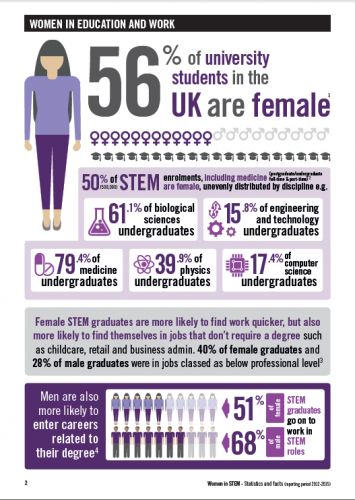 WOMEN IN EDUCATION AND WORK
56% of university
students in the
UK are female¹
50% of STEM enrolments, including medicine (postgraduate/undergraduate
full-time & part-time)²
(500,000) are female, unevenly distributed by discipline e.g.
61.1% of biological
sciences
undergraduates
15.8% of engineering
and technology
undergraduates
79.4% of
medicine
undergraduates
39.9% of
physics
undergraduates
17.4% of
computer
science
undergraduates
Female STEM graduates are more likely to find work quicker, but also
more likely to find themselves in jobs that don't require a degree such
as childcare, retail and business admin. 40% of female graduates and
28% of male graduates were in jobs classed as below professional level³
Men are also
more likely to
enter careers
related to
their degree⁴
51% of female
68% of male
STEM
graduates
go on to
work in
STEM
roles
2
Women in STEM - Statistics and facts (reporting period 2012-2015)